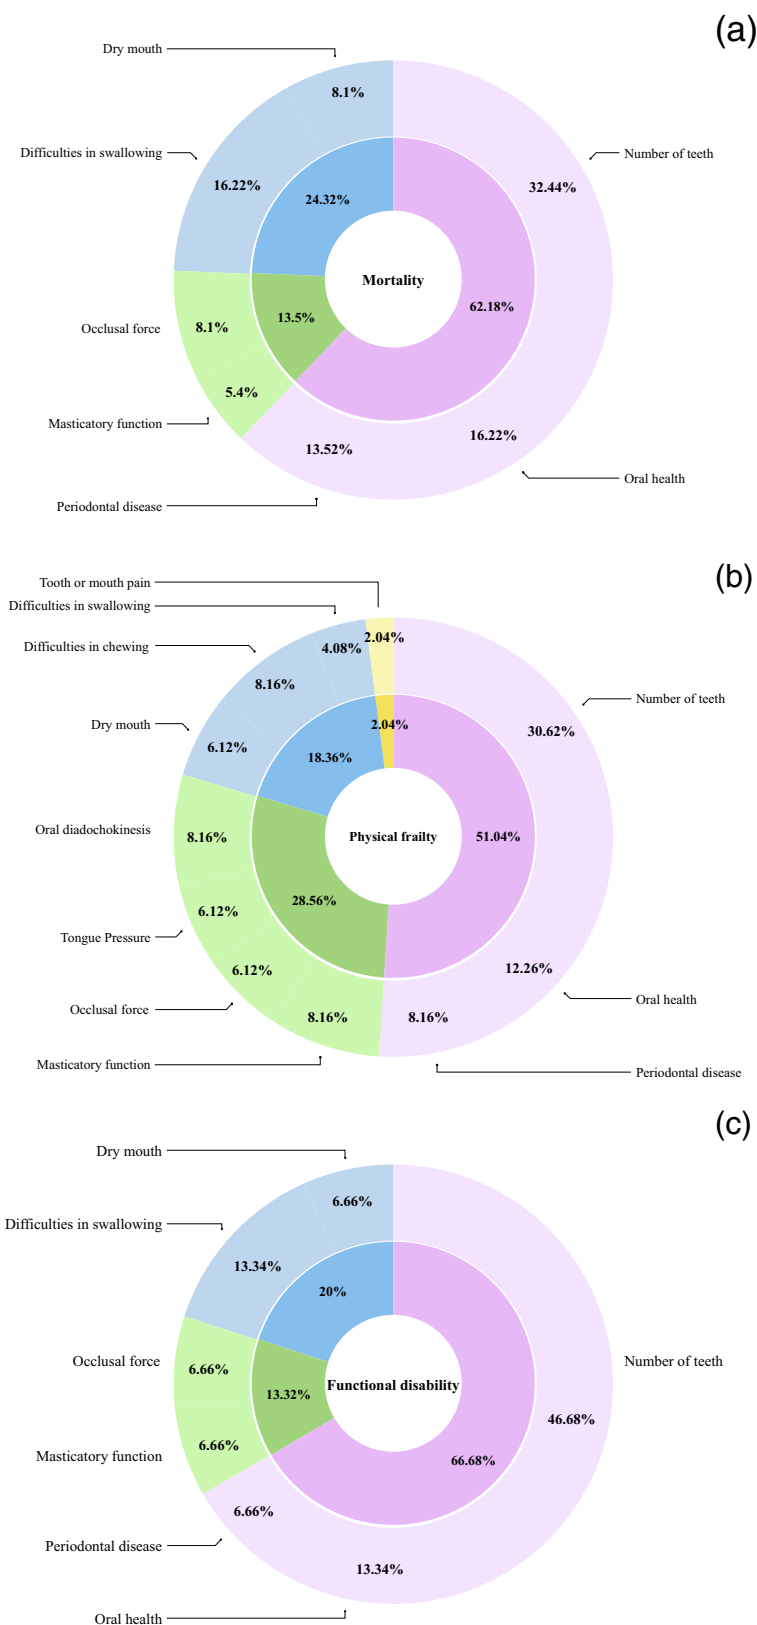 (a)
Dry mouth
8.1%
Difficulties in swallowing
Number of teeth
16.22%
32.44%
24.32%
Mortality
62.18%
13.5%
Occlusal force
8.1%
5.4%
Masticatory function
16.22%
13.52%
Oral health
Periodontal disease
(b)
Tooth or mouth pain
Difficulties in swallowing
2.04%
4.08%
Difficulties in chewing
8.16%
Number of teeth
Dry mouth
2.04%
30.62%
6.12%
18.36%
Oral diadochokinesis
8.16%
Physical frailty
51.04%
28.56%
6.12%
Tongue Pressure
6.12%
12.26%
Occlusal force
Oral health
8.16%
8.16%
Masticatory function
Periodontal disease
(c)
Dry mouth
6.66%
Difficulties in swallowing
13.34%
20%
Occlusal force
Number of teeth
6.66%
Functional disability
13.32%
46.68%
6.66%
Masticatory function
66.68%
6.66%
Periodontal disease
13.34%
Oral health